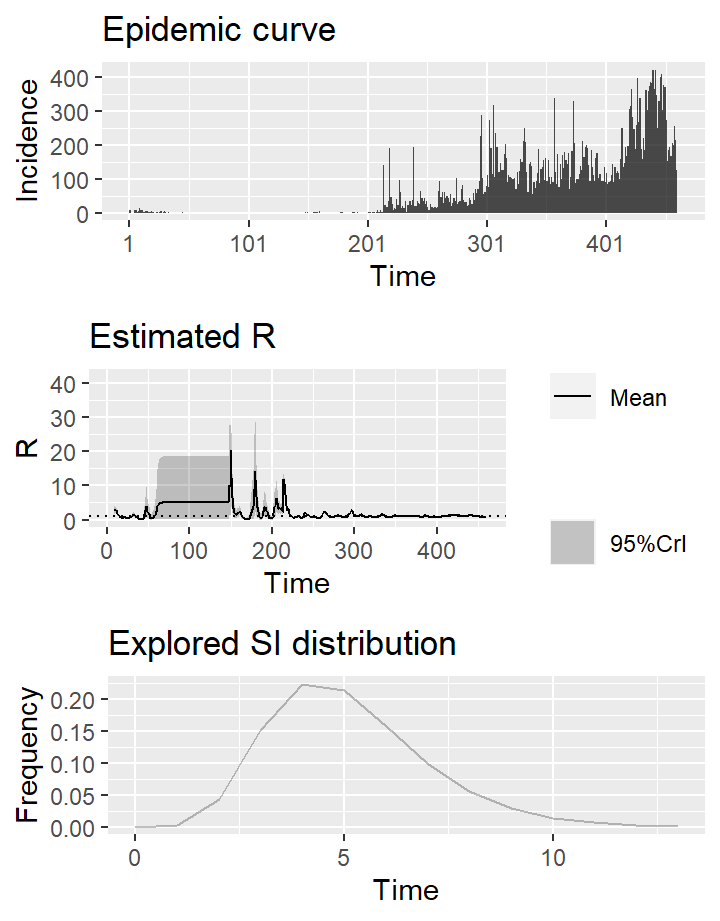 Epidemic curve
Incidence
400
300
200
100
0
1 101 201 301 401
Time
Estimated R
R
40
30
20
10
0
0 100 200 300 400
Time
Mean
95%CrI
Explored SI distribution
Frequency
0.20
0.15
0.10
0.05
0.00
0 5 10
Time